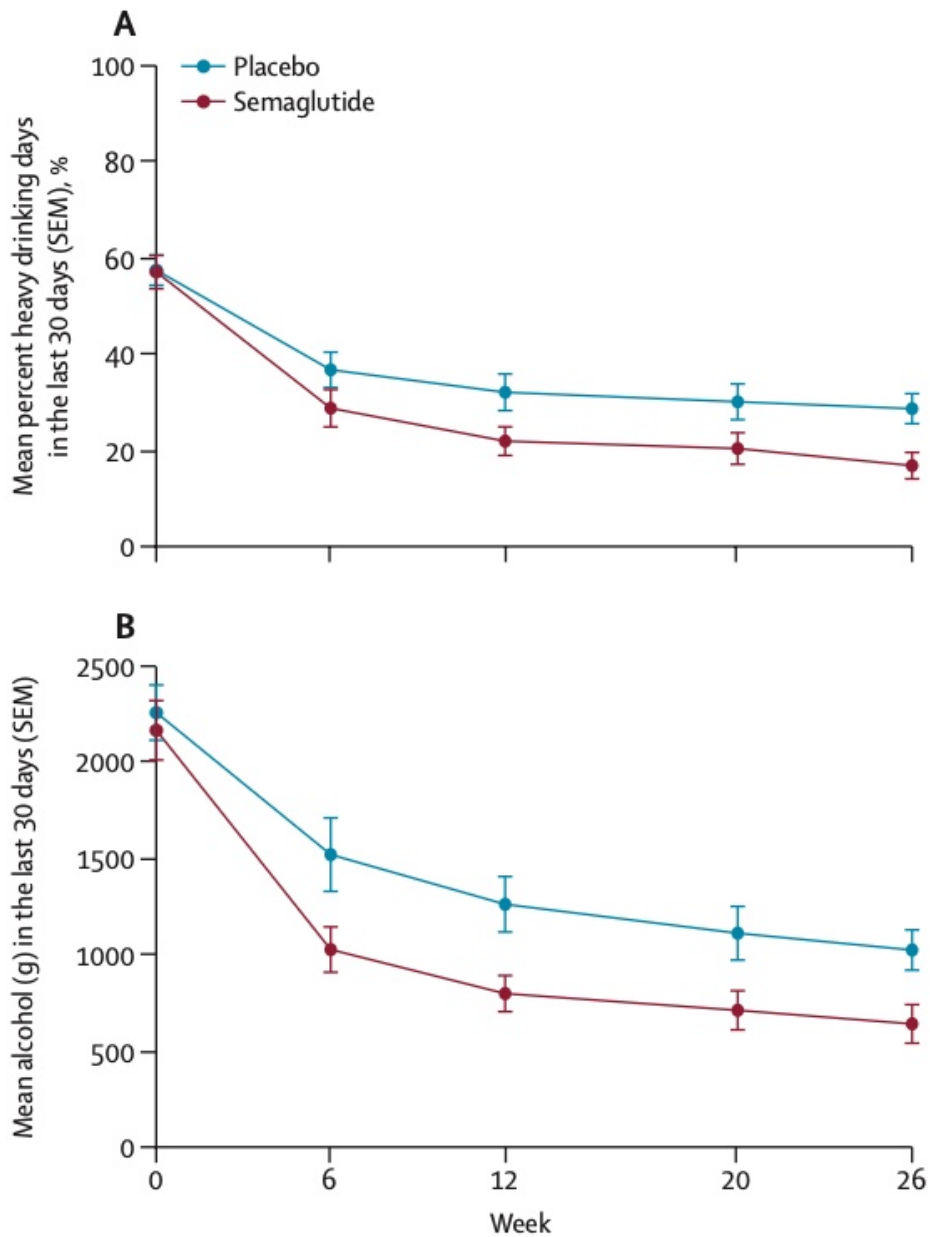 A
Placebo
Semaglutide
Mean percent heavy drinking days
in the last 30 days (SEM), %
100
80
60
40
20
0
B
Mean alcohol (g) in the last 30 days (SEM)
2500
2000
1500
1000
500
0
0 6 12 20 26
Week